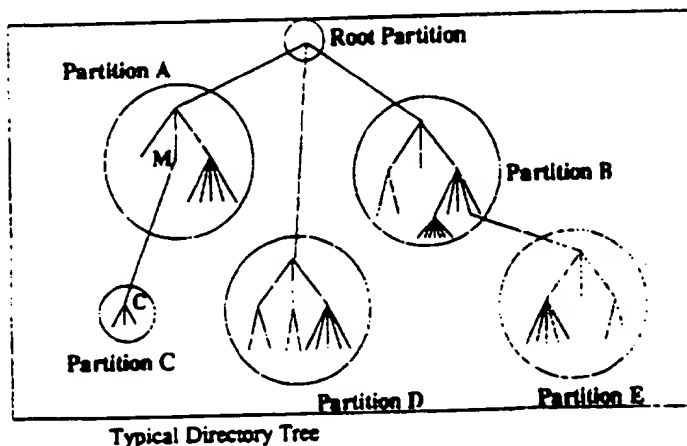 Root Partition
Partition A
M
Partition B
C
Partition C
Partition D
Partition E
Typical Directory Tree